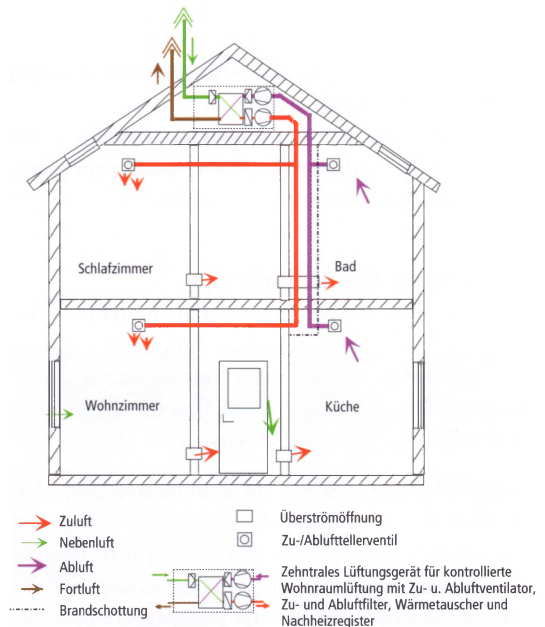 Schlafzimmer
Bad
Wohnzimmer
Küche
Zuluft
Nebenluft
Abluft
Fortluft
Brandschottung
Überströmöffnung
Zu-/Ablufttellerventil
Zentrales Lüftungsgerät für kontrollierte
Wohnraumlüftung mit Zu- u. Abluftventilator,
Zu- und Abluftfilter, Wärmetauscher und
Nachheizregister